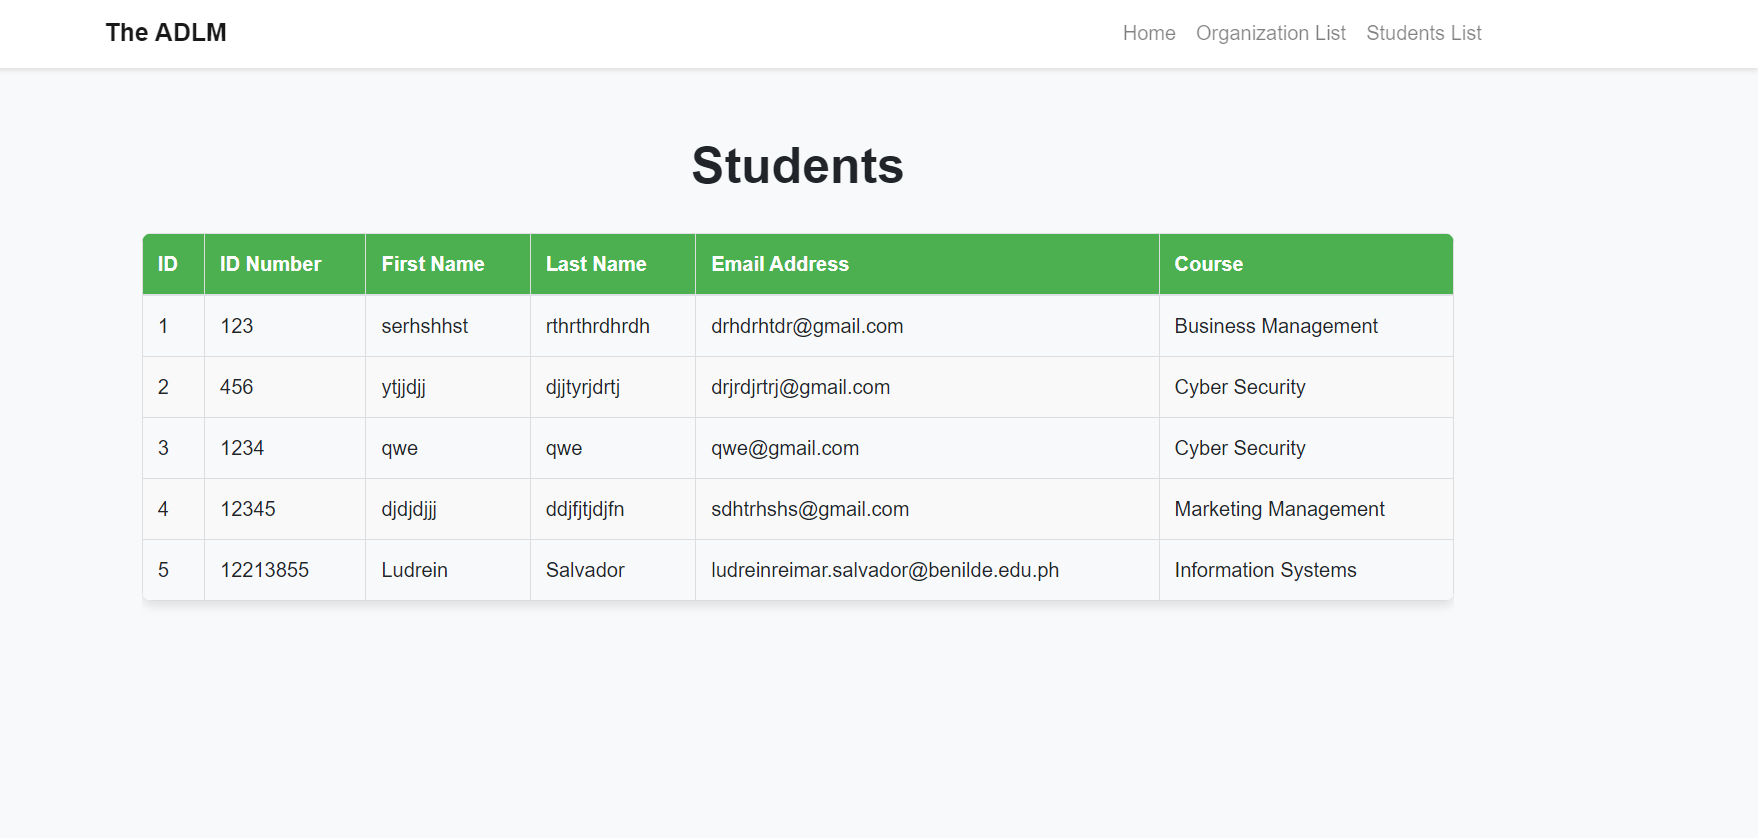 The ADLM Home Organization List Students List
Students
ID ID Number First Name Last Name Email Address Course
1 123 serhshhst rthrthrdhrdh drhdrhtdr@gmail.com Business Management
2 456 ytjjdjj djjtyrjdrtj drjrdjrtrj@gmail.com Cyber Security
3 1234 qwe qwe qwe@gmail.com Cyber Security
4 12345 djdjdjjj ddjfjtjdjfn sdhtrhshs@gmail.com Marketing Management
5 12213855 Ludrein Salvador ludreinreimar.salvador@benilde.edu.ph Information Systems